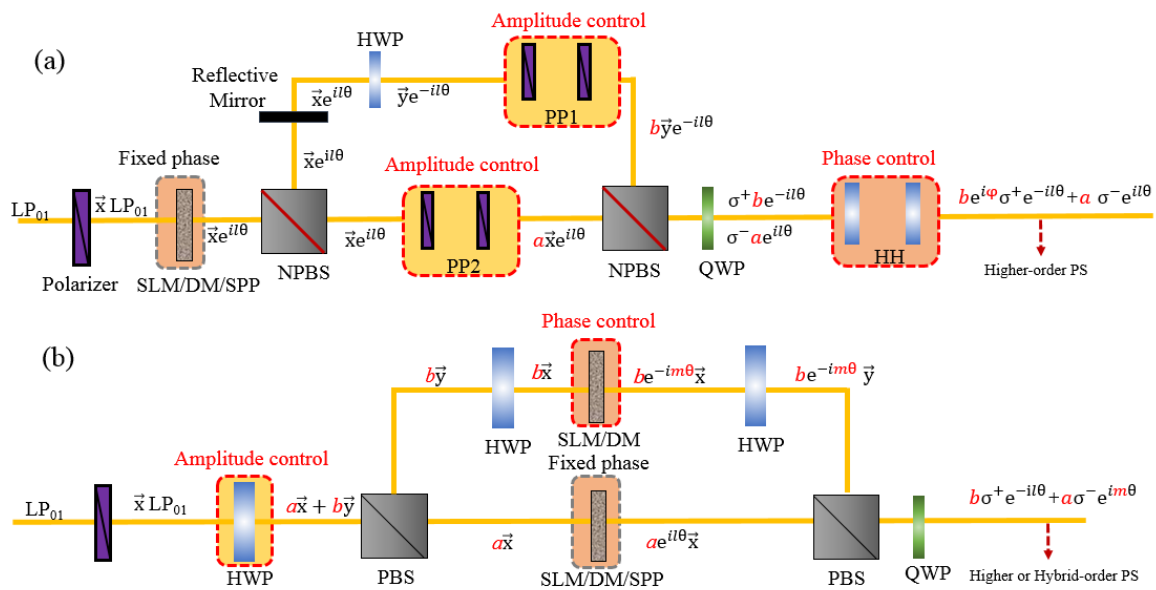 (a)
HWP
Amplitude control
Reflective
Mirror
x⃗e^{ilθ}
y⃗e^{-ilθ}
PP1
x⃗e^{ilθ}
by⃗e^{-ilθ}
Fixed phase
Amplitude control
Phase control
LP₀₁
x⃗ LP₀₁
x⃗e^{ilθ}
x⃗e^{ilθ}
PP2
ax⃗e^{ilθ}
σ⁺be^{-ilθ}
σ⁻ae^{ilθ}
HH
be^{iφ}σ⁺e^{-ilθ}+a σ⁻e^{ilθ}
Polarizer
SLM/DM/SPP
NPBS
NPBS
QWP
Higher-order PS
(b)
Phase control
by⃗
bx⃗
be^{-imθ}x⃗
be^{-imθ} y⃗
HWP
SLM/DM
HWP
Amplitude control
Fixed phase
LP₀₁
x⃗ LP₀₁
ax⃗ + by⃗
ax⃗
ae^{ilθ}x⃗
bσ⁺e^{-ilθ}+aσ⁻e^{imθ}
HWP
PBS
SLM/DM/SPP
PBS
QWP
Higher or Hybrid-order PS